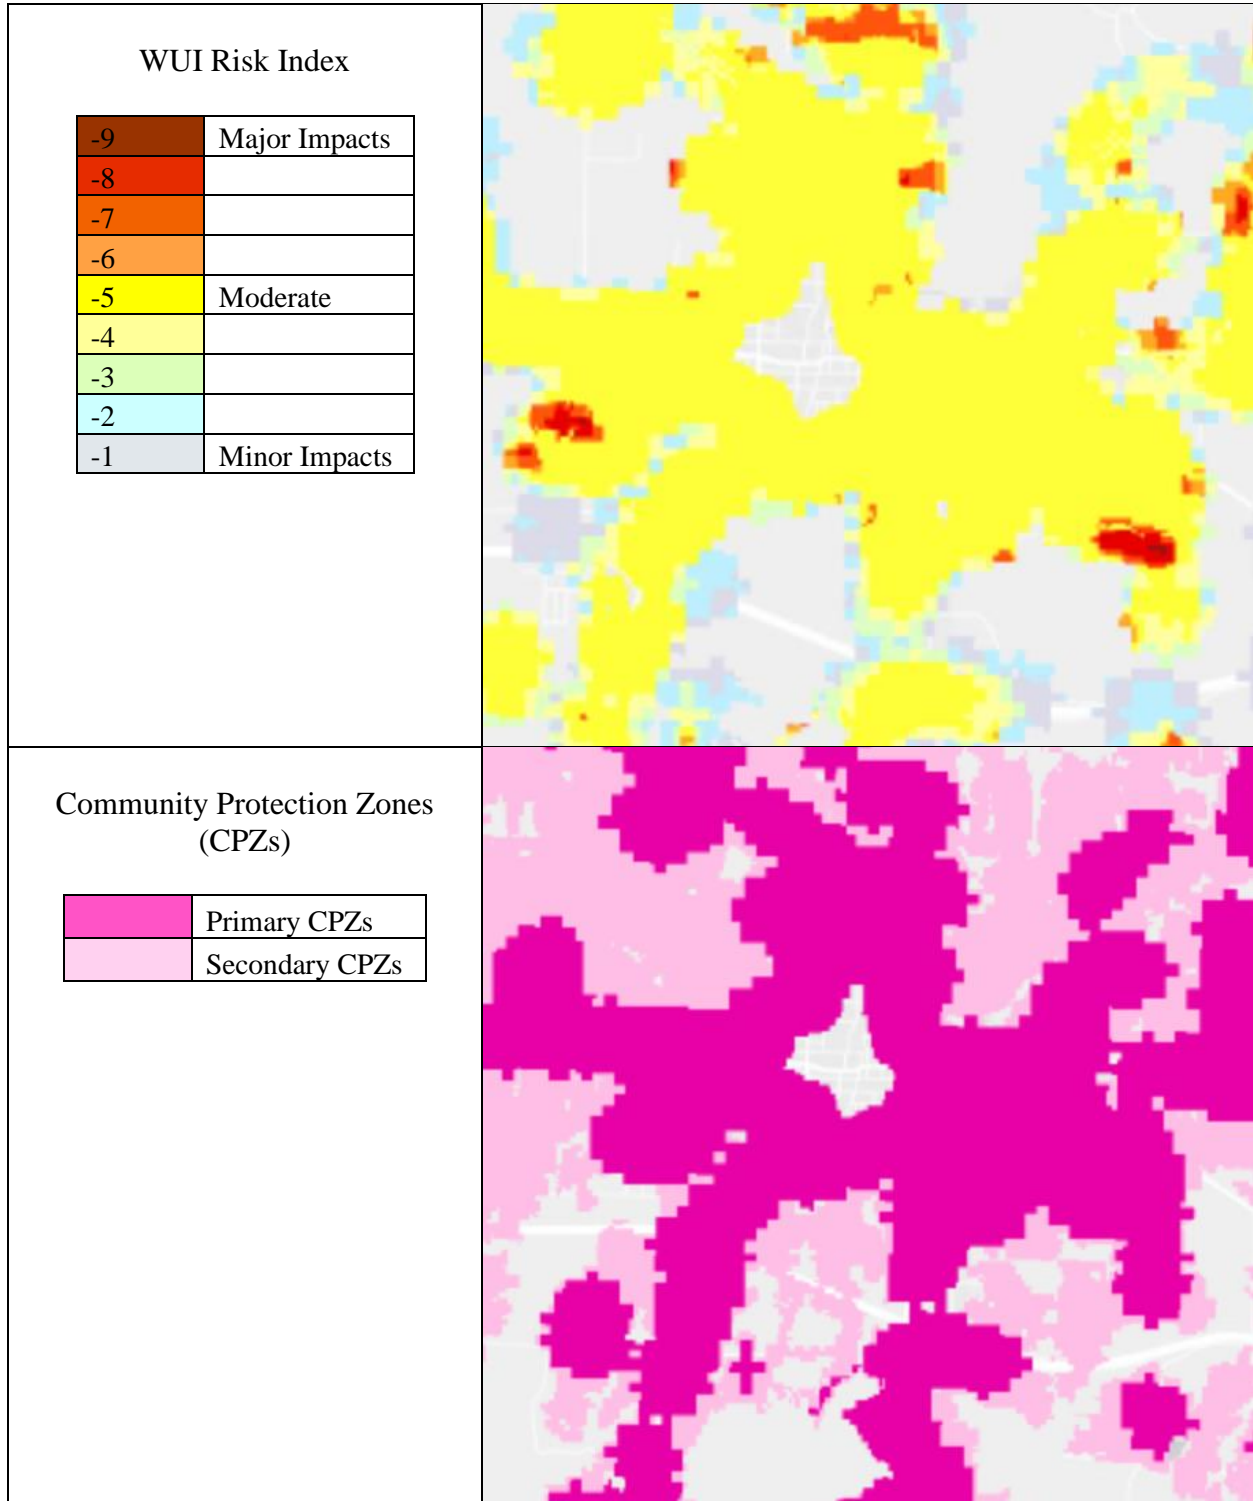 WUI Risk Index
-9 Major Impacts
-8
-7
-6
-5 Moderate
-4
-3
-2
-1 Minor Impacts
Community Protection Zones
(CPZs)
Primary CPZs
Secondary CPZs